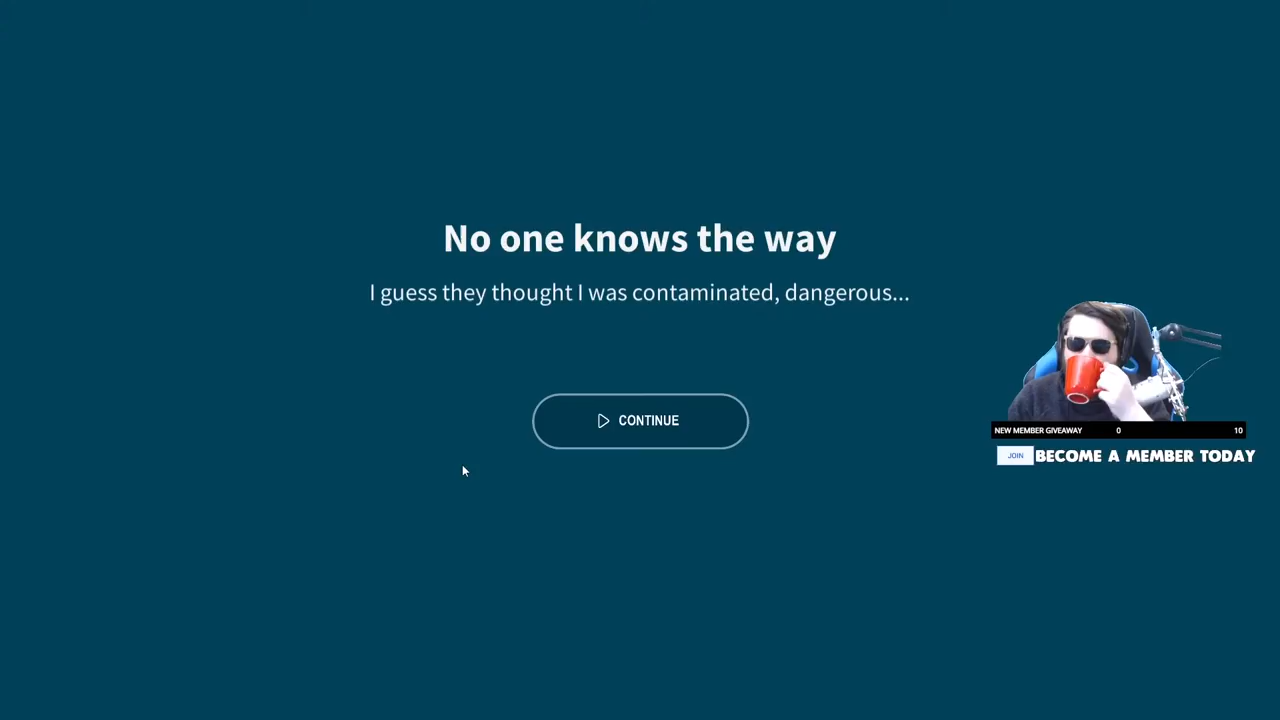 No one knows the way
I guess they thought I was contaminated, dangerous...
CONTINUE
NEW MEMBER GIVEAWAY 0 10
JOIN BECOME A MEMBER TODAY